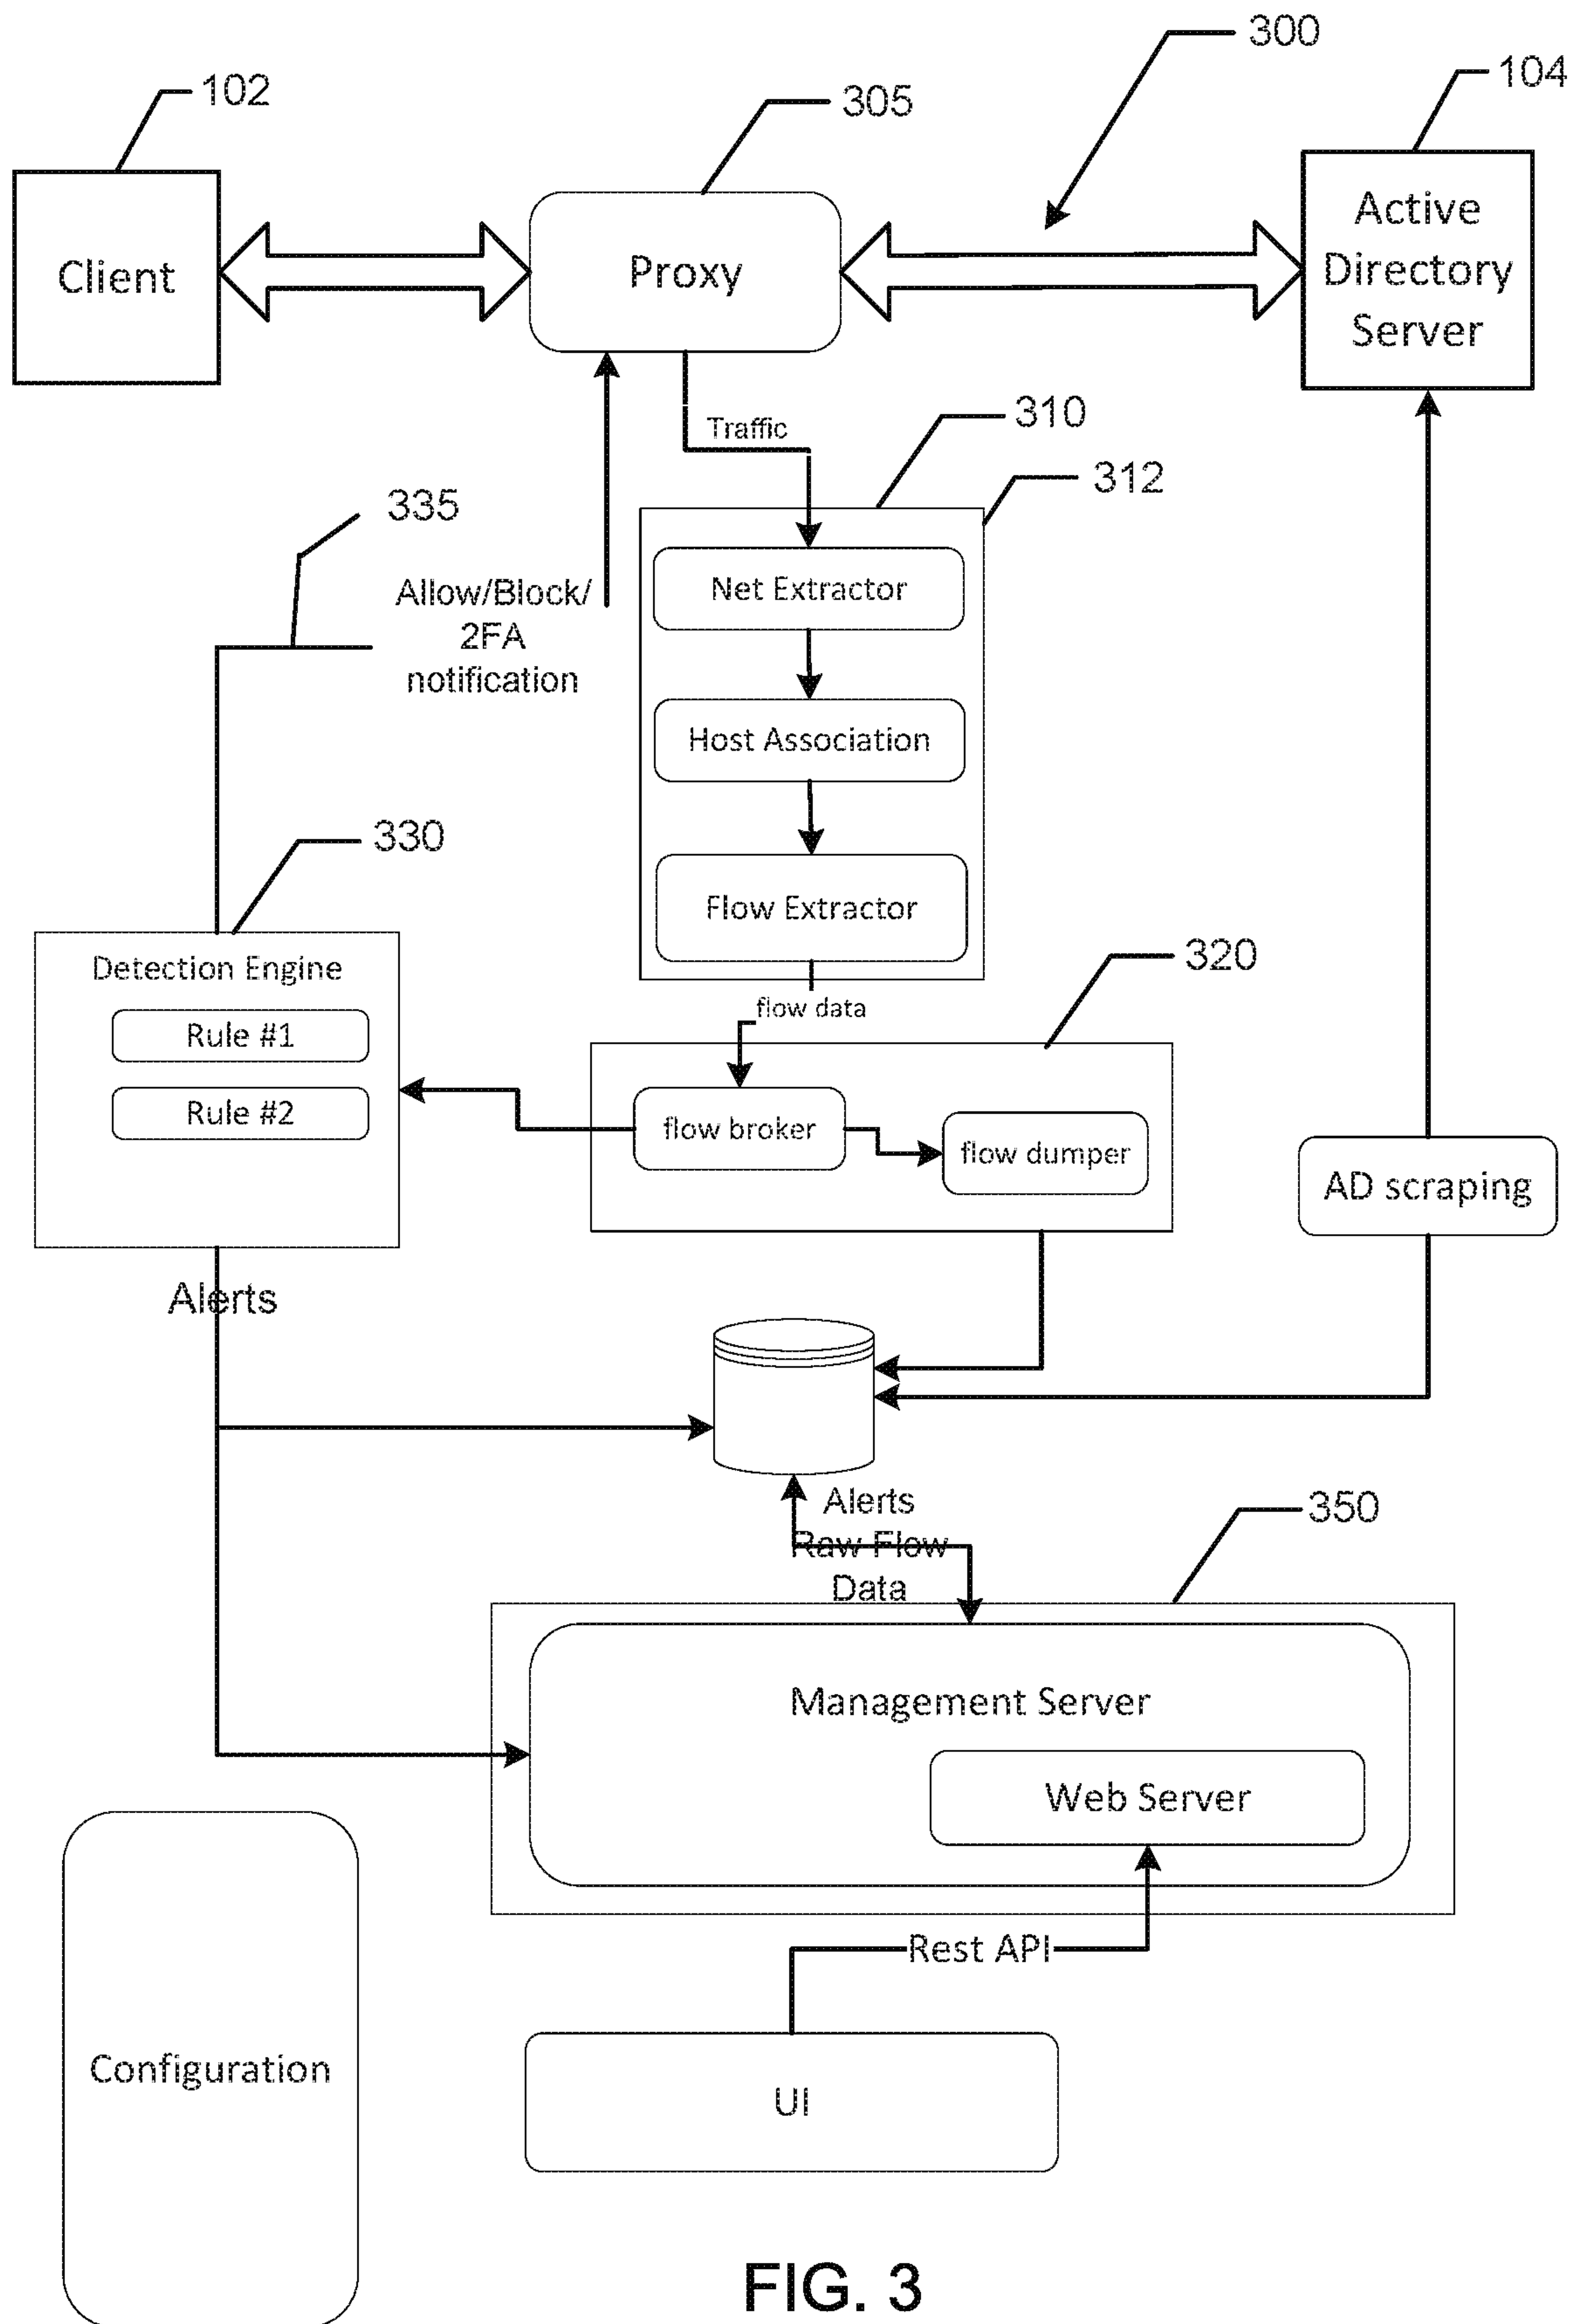 300
104
102
305
Client
Proxy
Active
Directory
Server
Traffic
310
312
335
Allow/Block/
2FA
notification
Net Extractor
Host Association
330
Flow Extractor
Detection Engine
Rule #1
Rule #2
flow data
320
flow broker
flow dumper
AD scraping
Alerts
Alerts
Raw Flow
Data
350
Management Server
Web Server
Rest API
Configuration
UI
FIG. 3